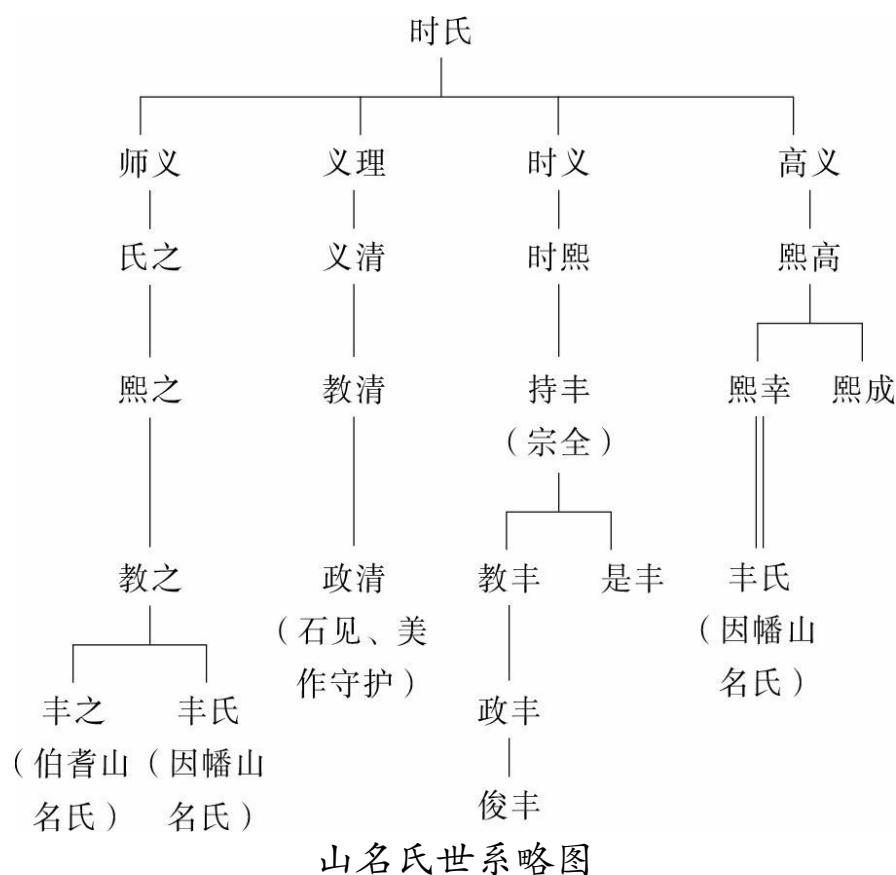 时氏
师义 义理 时义 高义
氏之 义清 时熙 熙高
熙之 教清 持丰 熙幸 熙成
（宗全）
教之 政清 教丰 是丰 丰氏
（石见、美 （因幡山
作守护） 名氏）
丰之 丰氏 政丰
（伯耆山 （因幡山
名氏） 名氏） 俊丰
山名氏世系略图